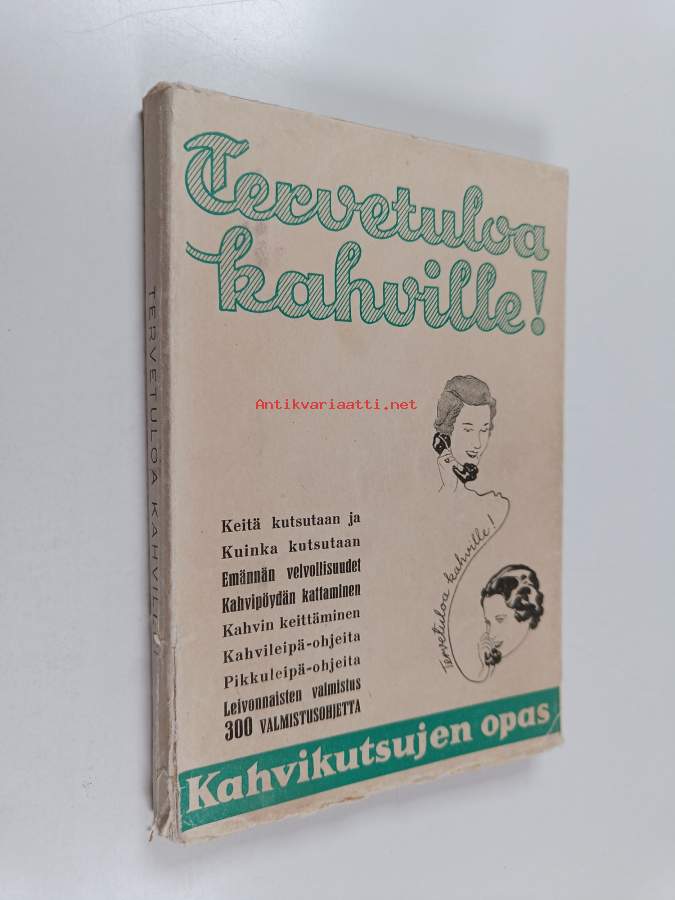 Tervetuloa
kahville!
Antikvariaatti.net
Keitä kutsutaan ja
Kuinka kutsutaan
Emännän velvollisuudet
Kahvipöydän kattaminen
Kahvin keittäminen
Kahvileipä-ohjeita
Pikkuleipä-ohjeita
Leivonnaisten valmistus
300 VALMISTUSOHJETTA
Tervetuloa kahville!
Kahvikutsujen opas
TERVETULOA KAHVILLE!